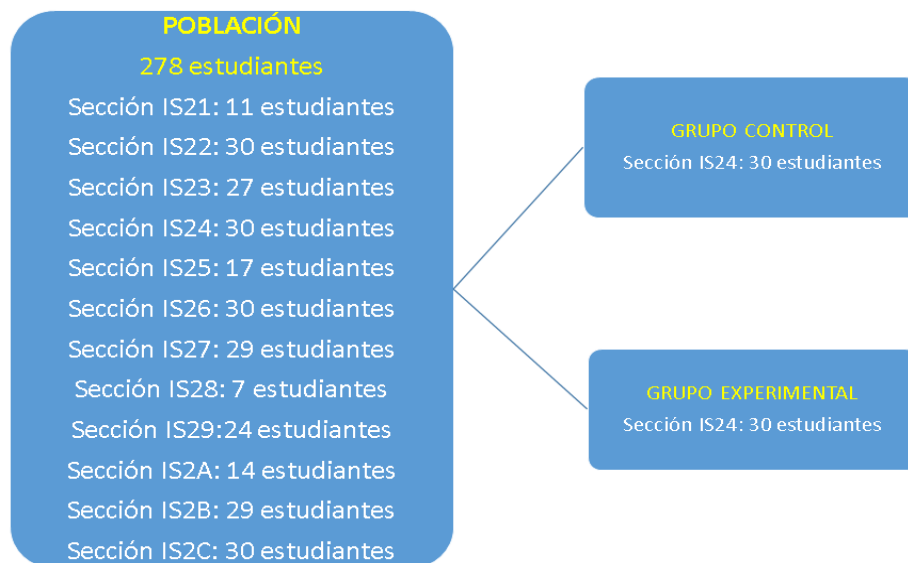 POBLACIÓN
278 estudiantes
Sección IS21: 11 estudiantes
Sección IS22: 30 estudiantes
Sección IS23: 27 estudiantes
Sección IS24: 30 estudiantes
Sección IS25: 17 estudiantes
Sección IS26: 30 estudiantes
Sección IS27: 29 estudiantes
Sección IS28: 7 estudiantes
Sección IS29:24 estudiantes
Sección IS2A: 14 estudiantes
Sección IS2B: 29 estudiantes
Sección IS2C: 30 estudiantes
GRUPO CONTROL
Sección IS24: 30 estudiantes
GRUPO EXPERIMENTAL
Sección IS24: 30 estudiantes